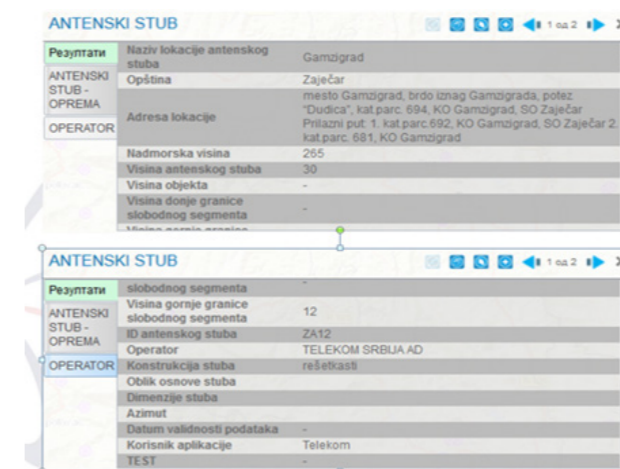 ANTENSKI STUB
1 од 2
Резултати
ANTENSKI
STUB -
OPREMA
OPERATOR
Naziv lokacije antenskog
stuba
Gamzigrad
Opština
Zaječar
Adresa lokacije
mesto Gamzigrad, brdo iznag Gamzigrada, potez
"Dudica", kat.parc. 694, KO Gamzigrad, SO Zaječar
Prilazni put: 1. kat.parc.692, KO Gamzigrad, SO Zaječar 2.
kat.parc. 681, KO Gamzigrad
Nadmorska visina
265
Visina antenskog stuba
30
Visina objekta
-
Visina donje granice
slobodnog segmenta
-
Visina gornje granice
ANTENSKI STUB
1 од 2
Резултати
ANTENSKI
STUB -
OPREMA
OPERATOR
slobodnog segmenta
-
Visina gornje granice
slobodnog segmenta
12
ID antenskog stuba
ZA12
Operator
TELEKOM SRBIJA AD
Konstrukcija stuba
rešetkasti
Oblik osnove stuba
Dimenzije stuba
Azimut
Datum validnosti podataka
-
Korisnik aplikacije
Telekom
TEST
-